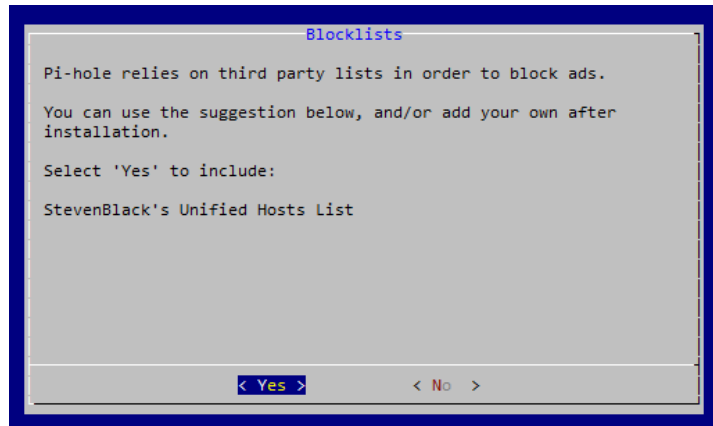 Blocklists
Pi-hole relies on third party lists in order to block ads.
You can use the suggestion below, and/or add your own after
installation.
Select 'Yes' to include:
StevenBlack's Unified Hosts List
< Yes > < No >